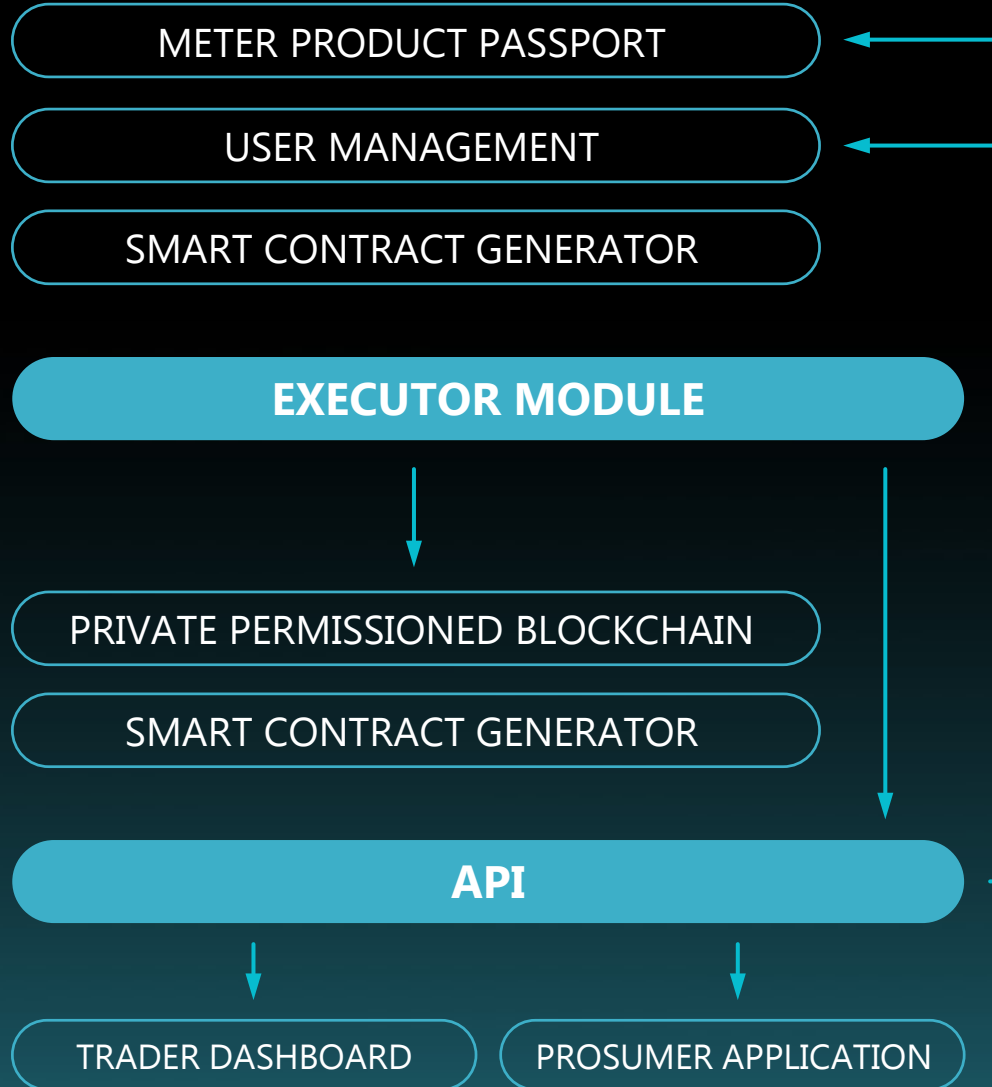 METER PRODUCT PASSPORT
USER MANAGEMENT
SMART CONTRACT GENERATOR
EXECUTOR MODULE
PRIVATE PERMISSIONED BLOCKCHAIN
SMART CONTRACT GENERATOR
API
TRADER DASHBOARD
PROSUMER APPLICATION